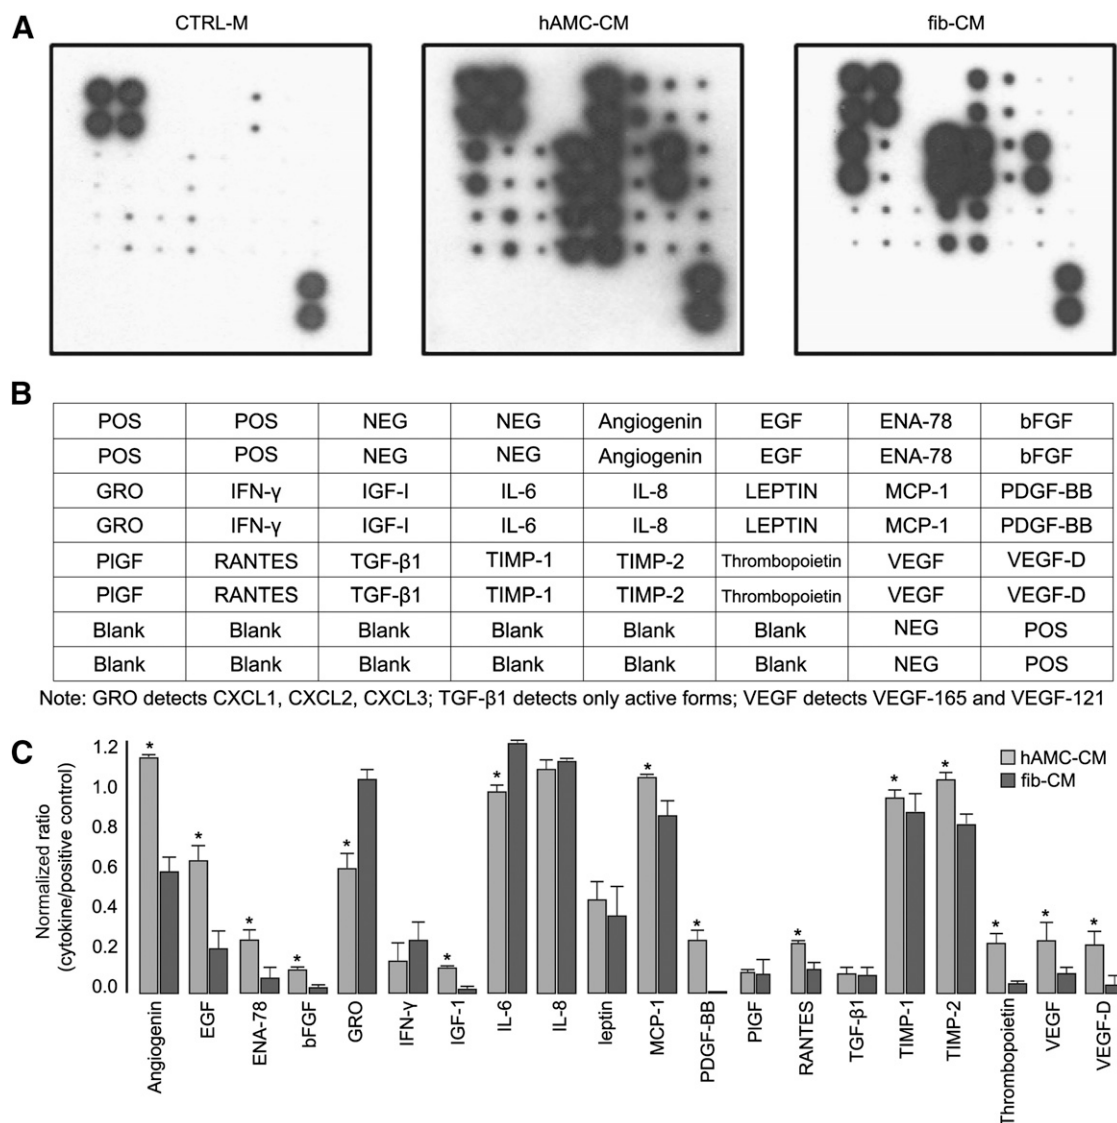 A
CTRL-M hAMC-CM fib-CM
B
POS POS NEG NEG Angiogenin EGF ENA-78 bFGF
POS POS NEG NEG Angiogenin EGF ENA-78 bFGF
GRO IFN-γ IGF-I IL-6 IL-8 LEPTIN MCP-1 PDGF-BB
GRO IFN-γ IGF-I IL-6 IL-8 LEPTIN MCP-1 PDGF-BB
PlGF RANTES TGF-β1 TIMP-1 TIMP-2 Thrombopoietin VEGF VEGF-D
PlGF RANTES TGF-β1 TIMP-1 TIMP-2 Thrombopoietin VEGF VEGF-D
Blank Blank Blank Blank Blank Blank NEG POS
Blank Blank Blank Blank Blank Blank NEG POS
Note: GRO detects CXCL1, CXCL2, CXCL3; TGF-β1 detects only active forms; VEGF detects VEGF-165 and VEGF-121
C
Normalized ratio
(cytokine/positive control)
1.2
1.0
0.8
0.6
0.4
0.2
0.0
* * * * * * * * * * * * * * *
hAMC-CM
fib-CM
Angiogenin
EGF
ENA-78
bFGF
GRO
IFN-γ
IGF-1
IL-6
IL-8
leptin
MCP-1
PDGF-BB
PlGF
RANTES
TGF-β1
TIMP-1
TIMP-2
Thrombopoietin
VEGF
VEGF-D